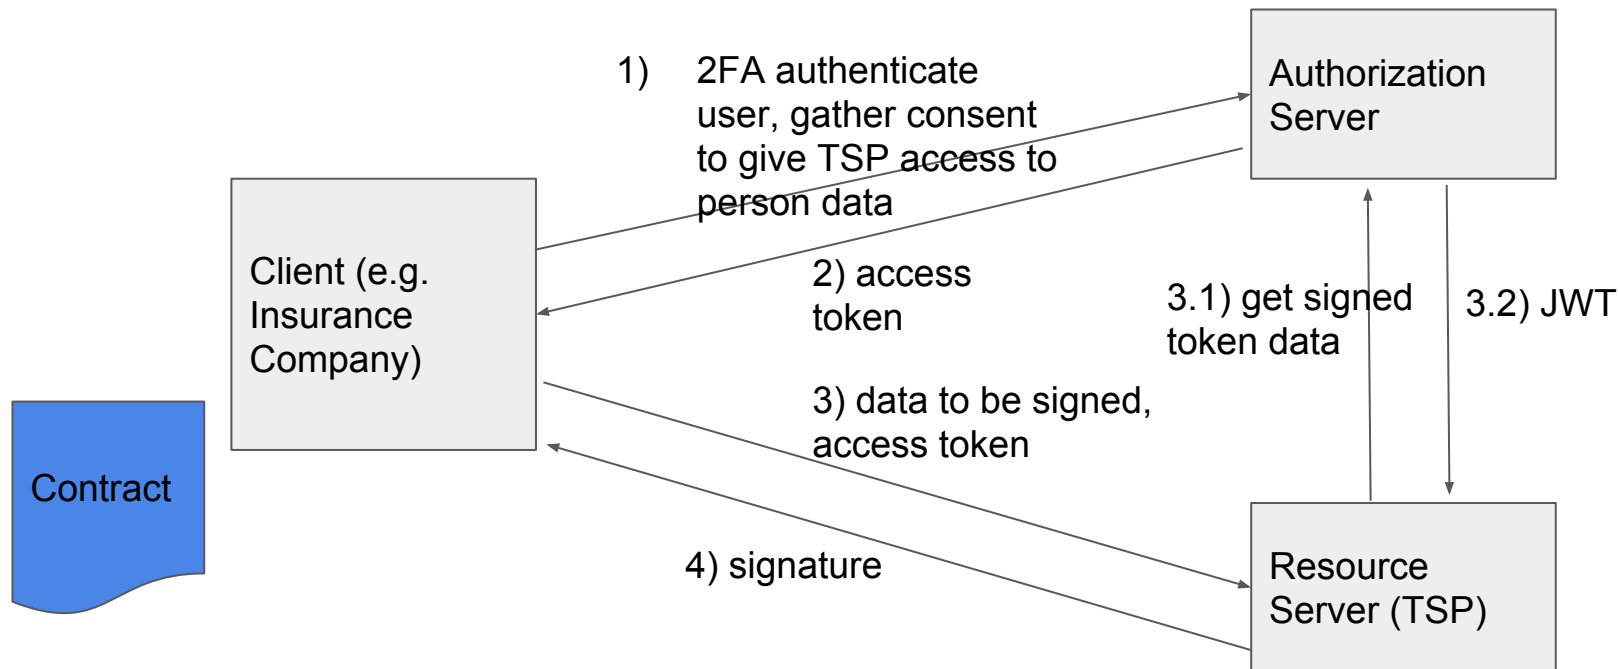 1) 2FA authenticate
user, gather consent
to give TSP access to
person data
Authorization
Server
Client (e.g.
Insurance
Company)
2) access
token
3.1) get signed
token data
3.2) JWT
3) data to be signed,
access token
Contract
4) signature
Resource
Server (TSP)